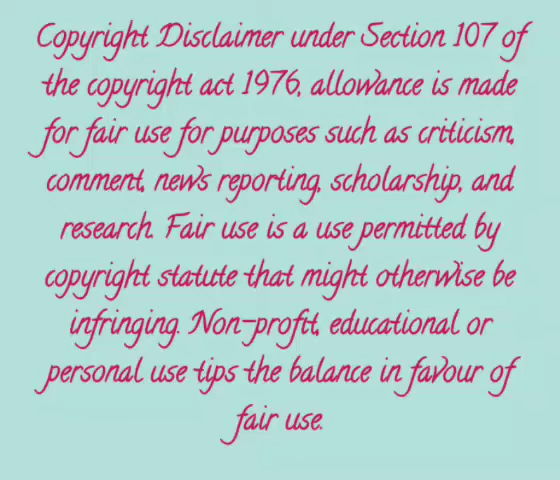 Copyright Disclaimer under Section 107 of
the copyright act 1976, allowance is made
for fair use for purposes such as criticism,
comment, news reporting, scholarship, and
research. Fair use is a use permitted by
copyright statute that might otherwise be
infringing. Non-profit, educational or
personal use tips the balance in favour of
fair use.